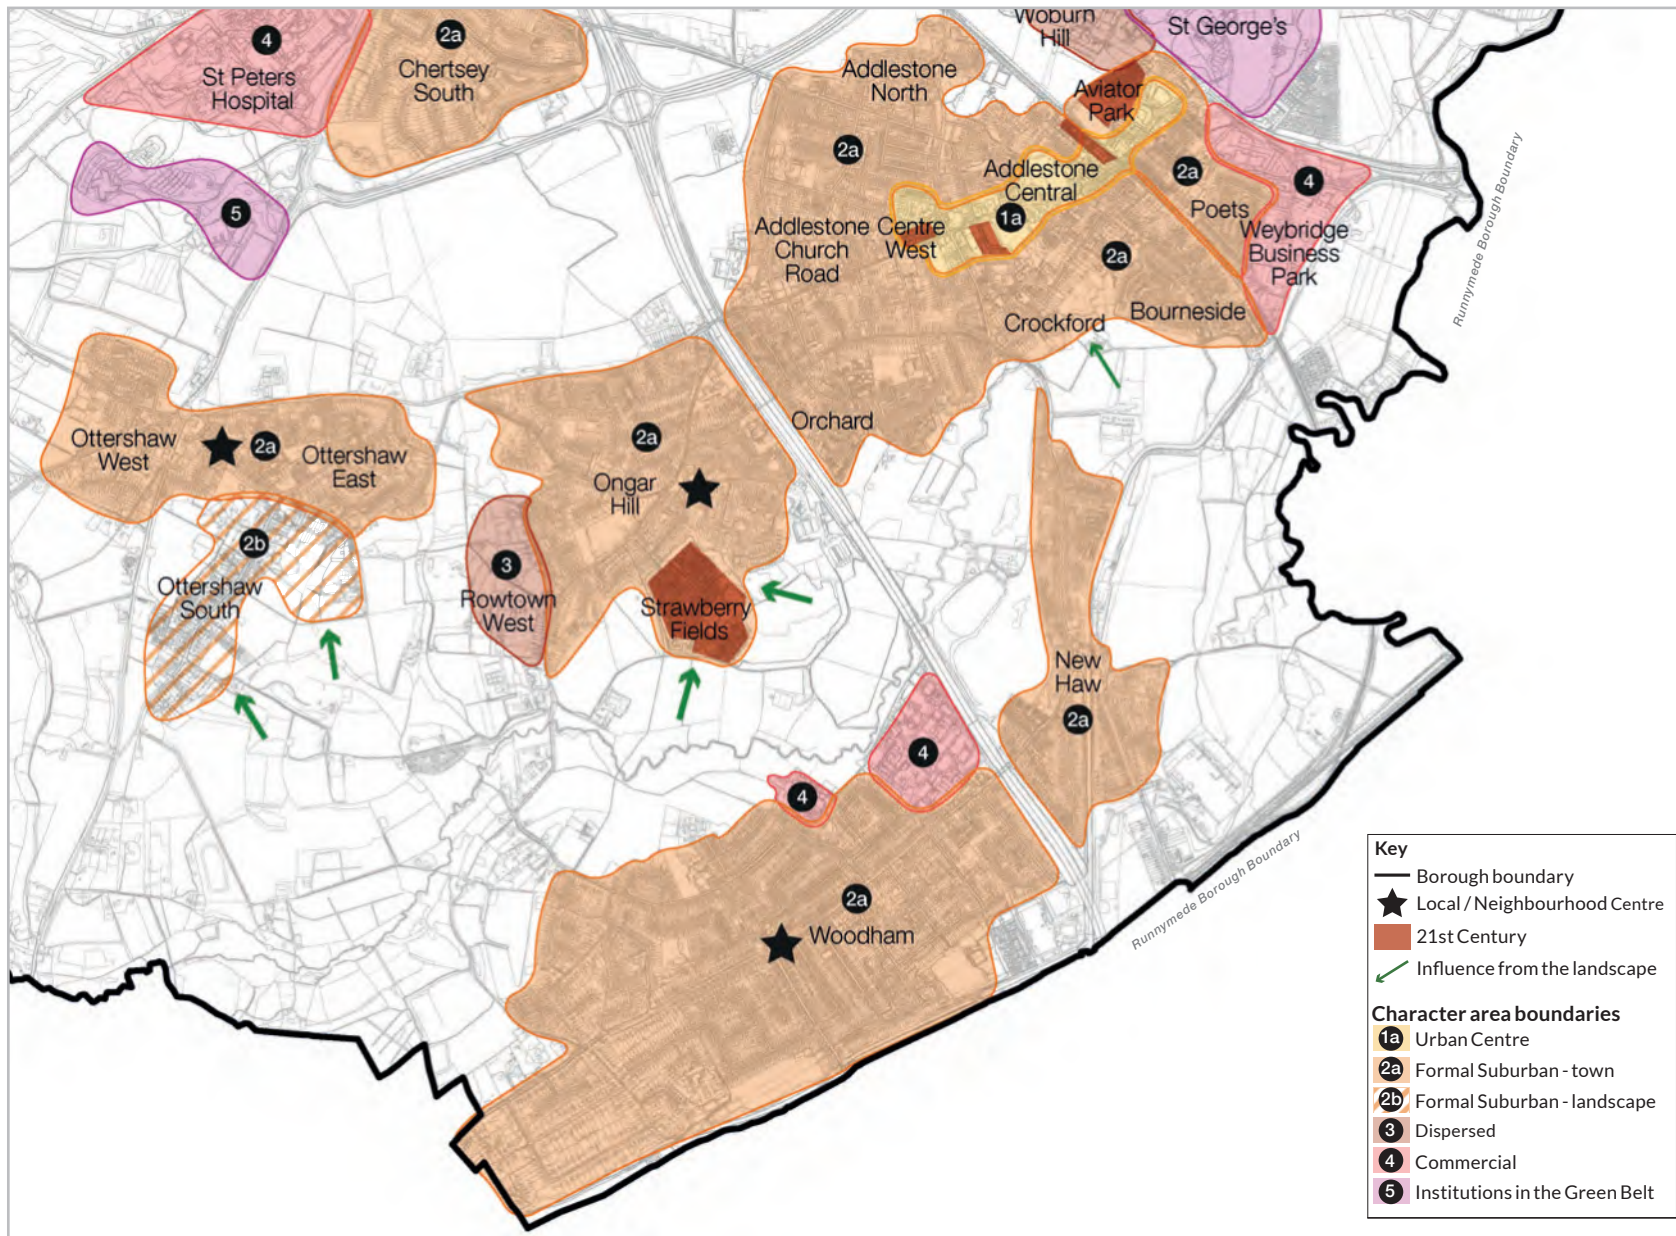 4
St Peters
Hospital
2a
Chertsey
South
Woburn
Hill
St George's
Addlestone
North
Aviator
Park
5
2a
Addlestone
Central
2a
Poets
4
Weybridge
Business
Park
Addlestone
Church
Road
Centre
West
1a
2a
Crockford
Bourneside
Runnymede Borough Boundary
Ottershaw
West
2a
Ottershaw
East
2a
Ongar
Hill
Orchard
2b
Ottershaw
South
3
Rowtown
West
Strawberry
Fields
New
Haw
2a
4
4
2a
Woodham
Runnymede Borough Boundary
Key
Borough boundary
Local / Neighbourhood Centre
21st Century
Influence from the landscape
Character area boundaries
1a Urban Centre
2a Formal Suburban - town
2b Formal Suburban - landscape
3 Dispersed
4 Commercial
5 Institutions in the Green Belt